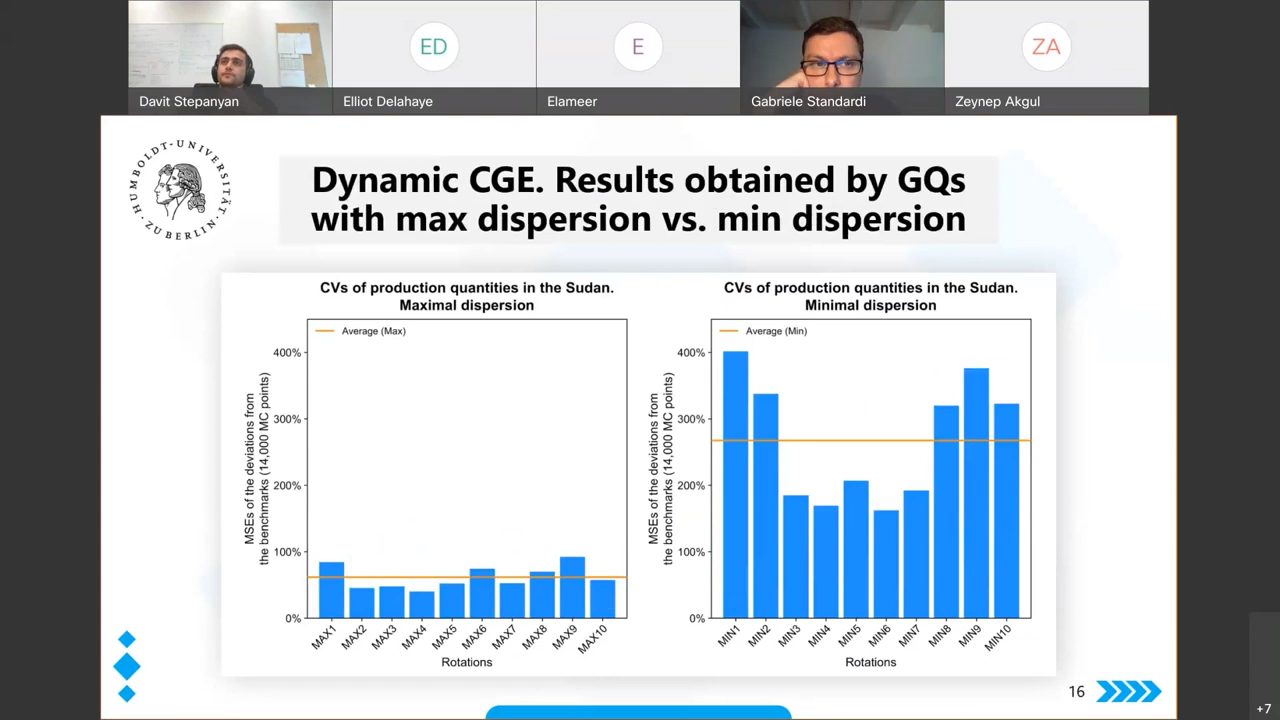 Davit Stepanyan
ED
Elliot Delahaye
E
Elameer
Gabriele Standardi
ZA
Zeynep Akgul
HUMBOLDT-UNIVERSITÄT
ZU BERLIN
Dynamic CGE. Results obtained by GQs
with max dispersion vs. min dispersion
CVs of production quantities in the Sudan.
Maximal dispersion
Average (Max)
MSEs of the deviations from
the benchmarks (14,000 MC points)
400%
300%
200%
100%
0%
MAX1
MAX2
MAX3
MAX4
MAX5
MAX6
MAX7
MAX8
MAX9
MAX10
Rotations
CVs of production quantities in the Sudan.
Minimal dispersion
Average (Min)
MSEs of the deviations from
the benchmarks (14,000 MC points)
400%
300%
200%
100%
0%
MIN1
MIN2
MIN3
MIN4
MIN5
MIN6
MIN7
MIN8
MIN9
MIN10
Rotations
16
+7